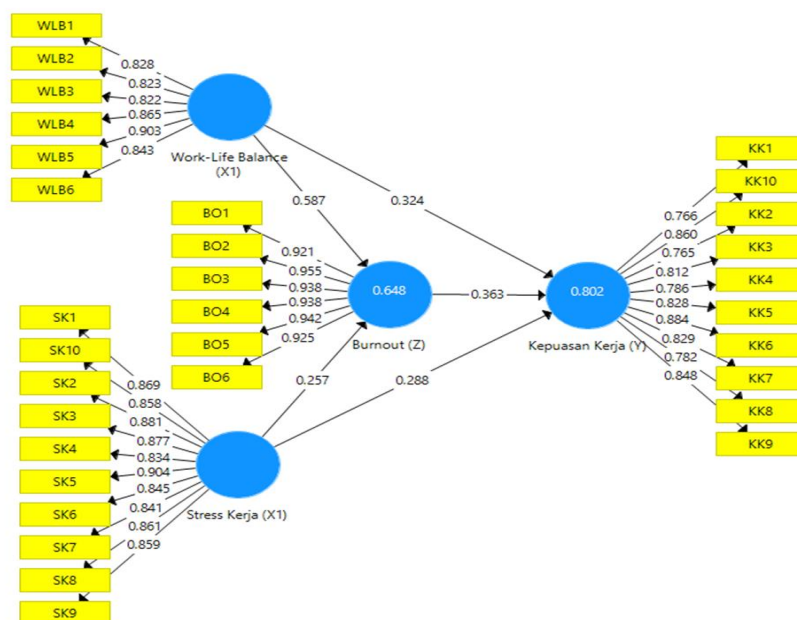 WLB1
WLB2
WLB3
WLB4
WLB5
WLB6
0.828
0.823
0.822
0.865
0.903
0.843
Work-Life Balance
(X1)
0.587
0.324
BO1
BO2
BO3
BO4
BO5
BO6
0.921
0.955
0.938
0.938
0.942
0.925
0.648
Burnout (Z)
0.363
0.257
0.288
SK1
SK10
SK2
SK3
SK4
SK5
SK6
SK7
SK8
SK9
0.869
0.858
0.881
0.877
0.834
0.904
0.845
0.841
0.861
0.859
Stress Kerja (X1)
0.802
Kepuasan Kerja (Y)
0.766
0.860
0.765
0.812
0.786
0.828
0.884
0.829
0.782
0.848
KK1
KK10
KK2
KK3
KK4
KK5
KK6
KK7
KK8
KK9